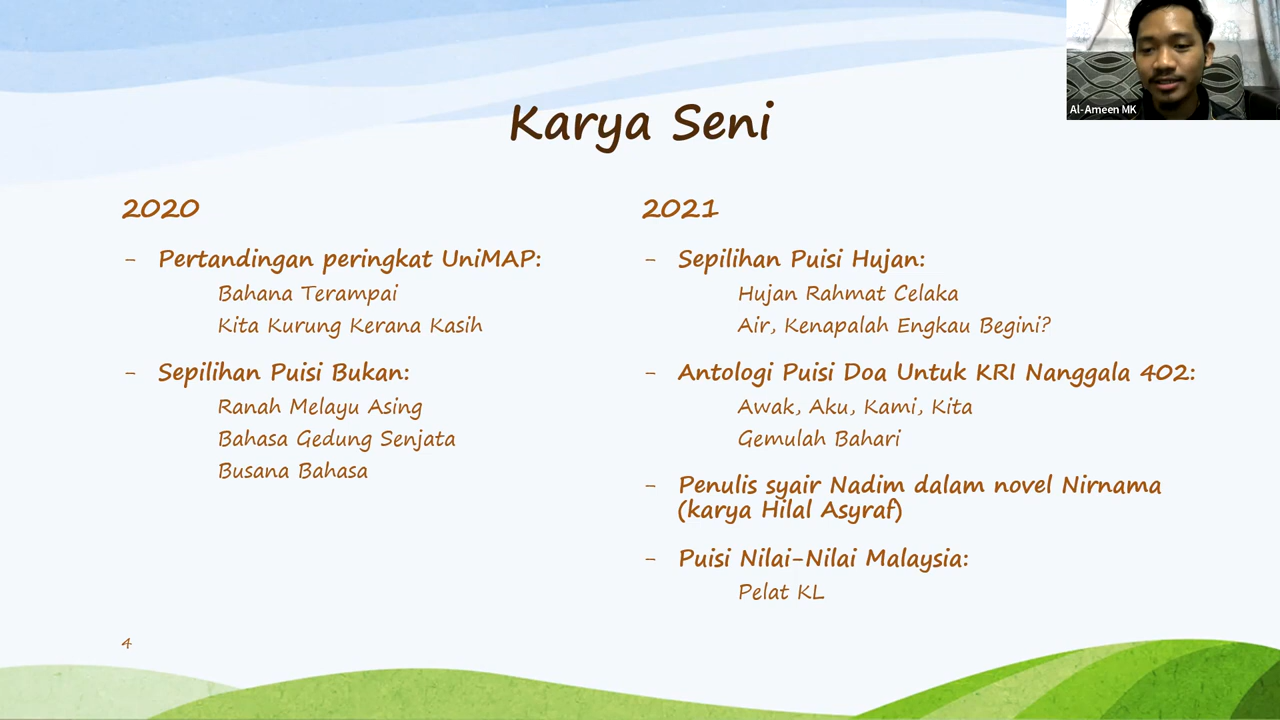 Al-Ameen MK
Karya Seni
2020
- Pertandingan peringkat UniMAP:
Bahana Terampai
Kita Kurung Kerana Kasih
- Sepilihan Puisi Bukan:
Ranah Melayu Asing
Bahasa Gedung Senjata
Busana Bahasa
2021
- Sepilihan Puisi Hujan:
Hujan Rahmat Celaka
Air, Kenapalah Engkau Begini?
- Antologi Puisi Doa Untuk KRI Nanggala 402:
Awak, Aku, Kami, Kita
Gemulah Bahari
- Penulis syair Nadim dalam novel Nirnama
(karya Hilal Asyraf)
- Puisi Nilai-Nilai Malaysia:
Pelat KL
4